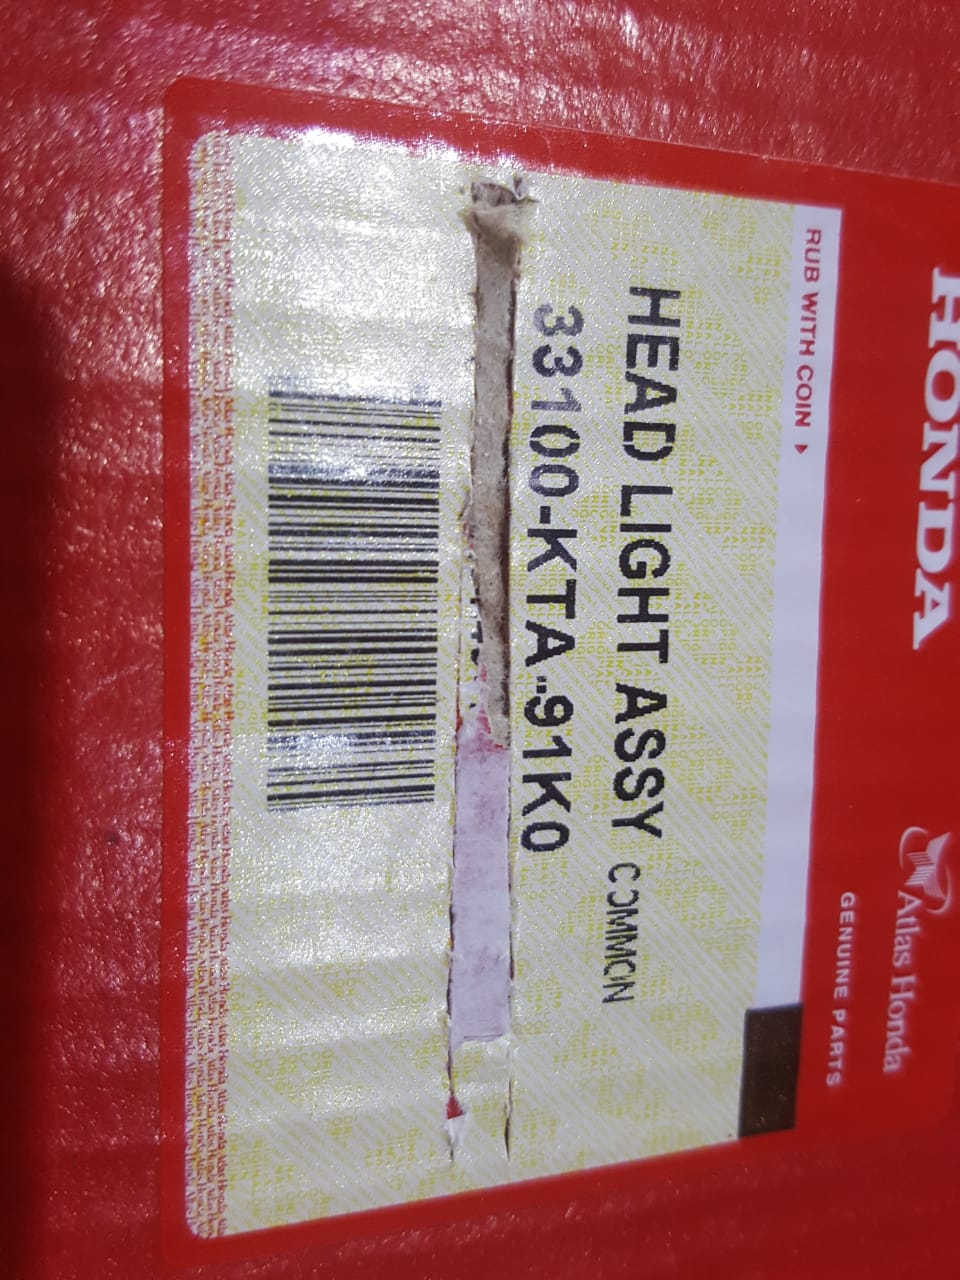 HONDA
Atlas Honda
GENUINE PARTS
RUB WITH COIN
HEAD LIGHT ASSY COMMON
33100-KTA-91K0